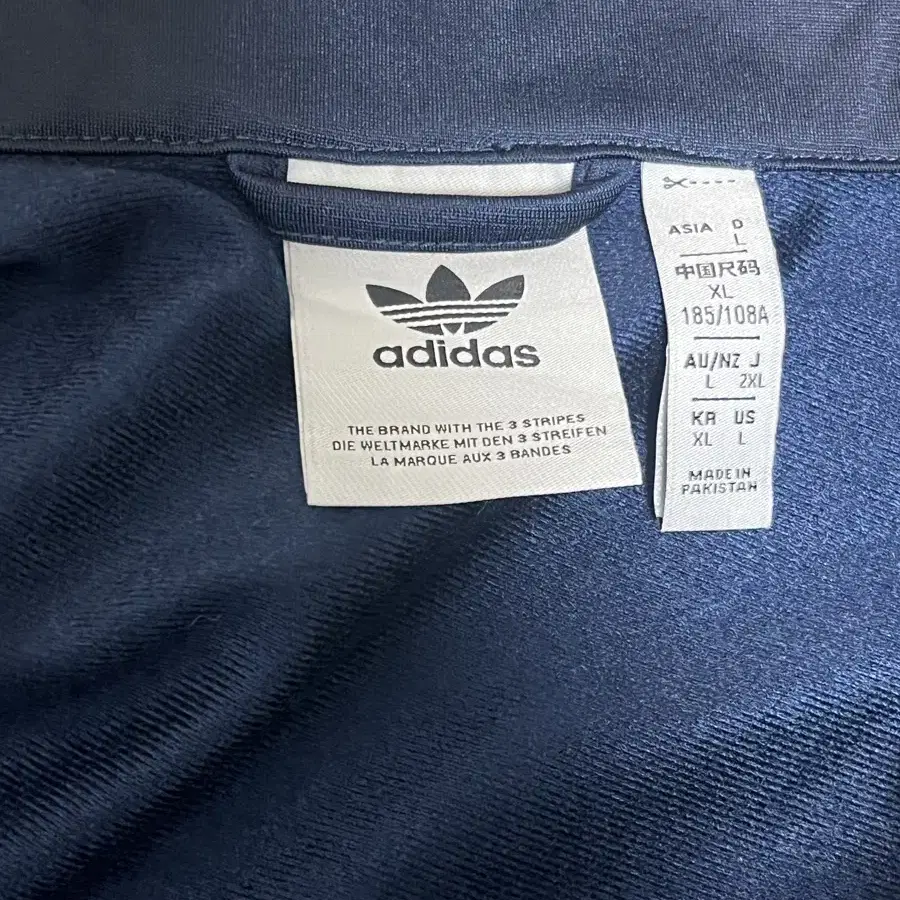 adidas
THE BRAND WITH THE 3 STRIPES
DIE WELTMARKE MIT DEN 3 STREIFEN
LA MARQUE AUX 3 BANDES
ASIA D
L
中国尺码
XL
185/108A
AU/NZ J
L 2XL
KR US
XL L
MADE IN
PAKISTAN